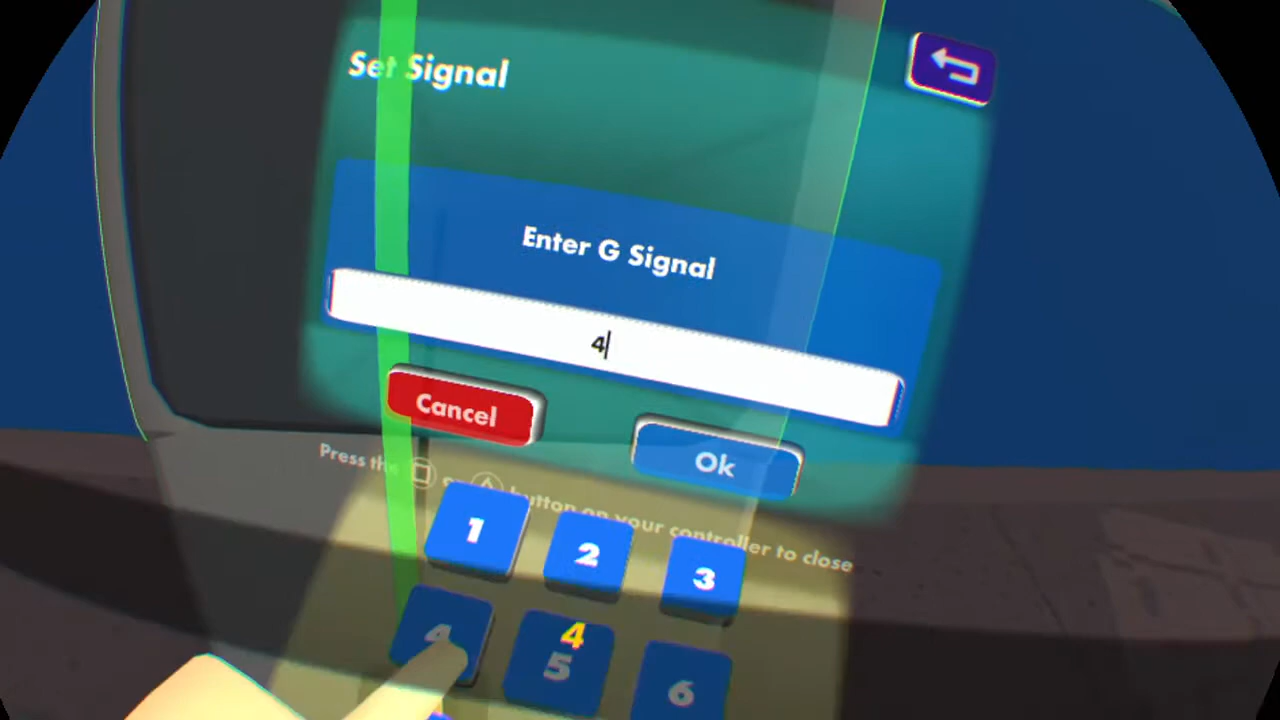 Set Signal
Enter G Signal
4
Cancel
Ok
Press the or button on your controller to close
1
2
3
4
4
5
6